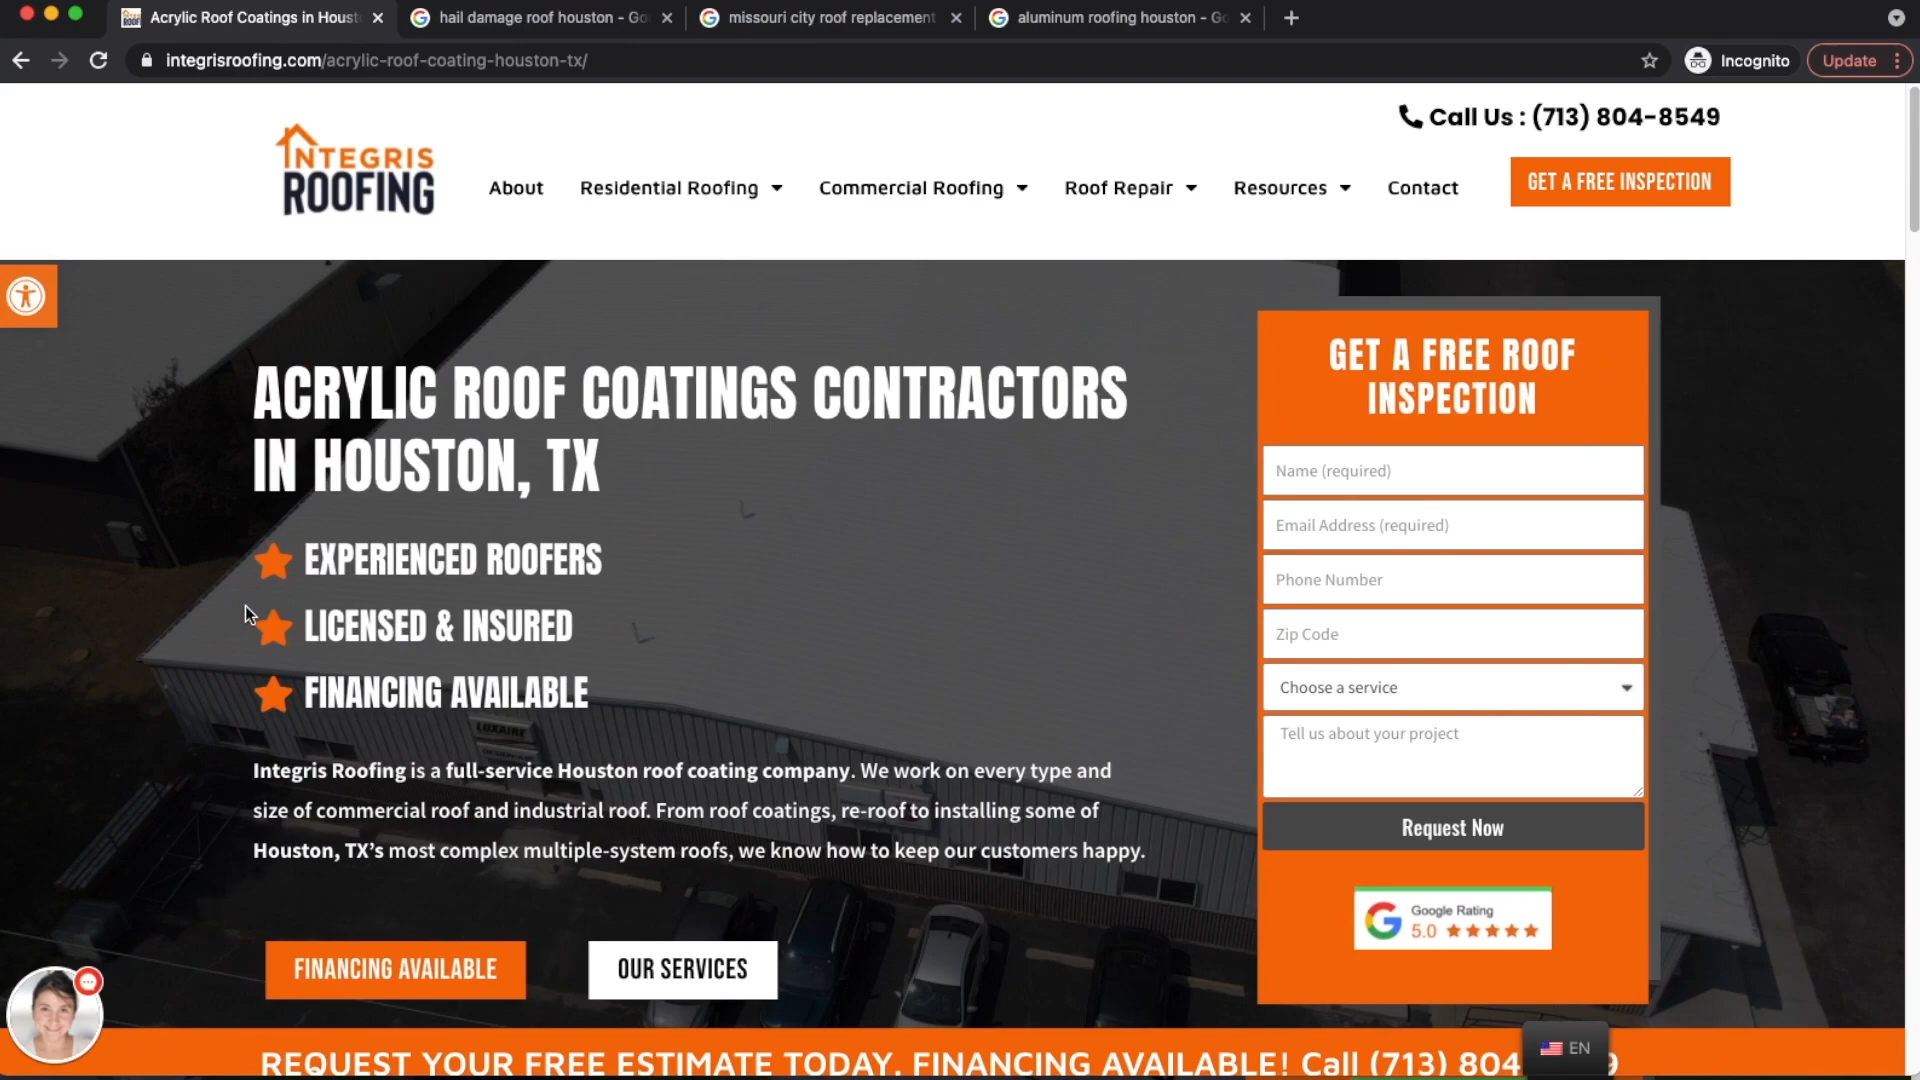 Acrylic Roof Coatings in Houst
hail damage roof houston - Go
missouri city roof replacement
aluminum roofing houston - Go
integrisroofing.com/acrylic-roof-coating-houston-tx/
Incognito
Update
Call Us : (713) 804-8549
INTEGRIS
ROOFING
About
Residential Roofing
Commercial Roofing
Roof Repair
Resources
Contact
GET A FREE INSPECTION
ACRYLIC ROOF COATINGS CONTRACTORS
IN HOUSTON, TX
EXPERIENCED ROOFERS
LICENSED & INSURED
FINANCING AVAILABLE
LUXAIRE
Integris Roofing is a full-service Houston roof coating company. We work on every type and
size of commercial roof and industrial roof. From roof coatings, re-roof to installing some of
Houston, TX's most complex multiple-system roofs, we know how to keep our customers happy.
FINANCING AVAILABLE
OUR SERVICES
GET A FREE ROOF
INSPECTION
Name (required)
Email Address (required)
Phone Number
Zip Code
Choose a service
Tell us about your project
Request Now
Google Rating
5.0
REQUEST YOUR FREE ESTIMATE TODAY. FINANCING AVAILABLE! Call (713) 804 9
EN